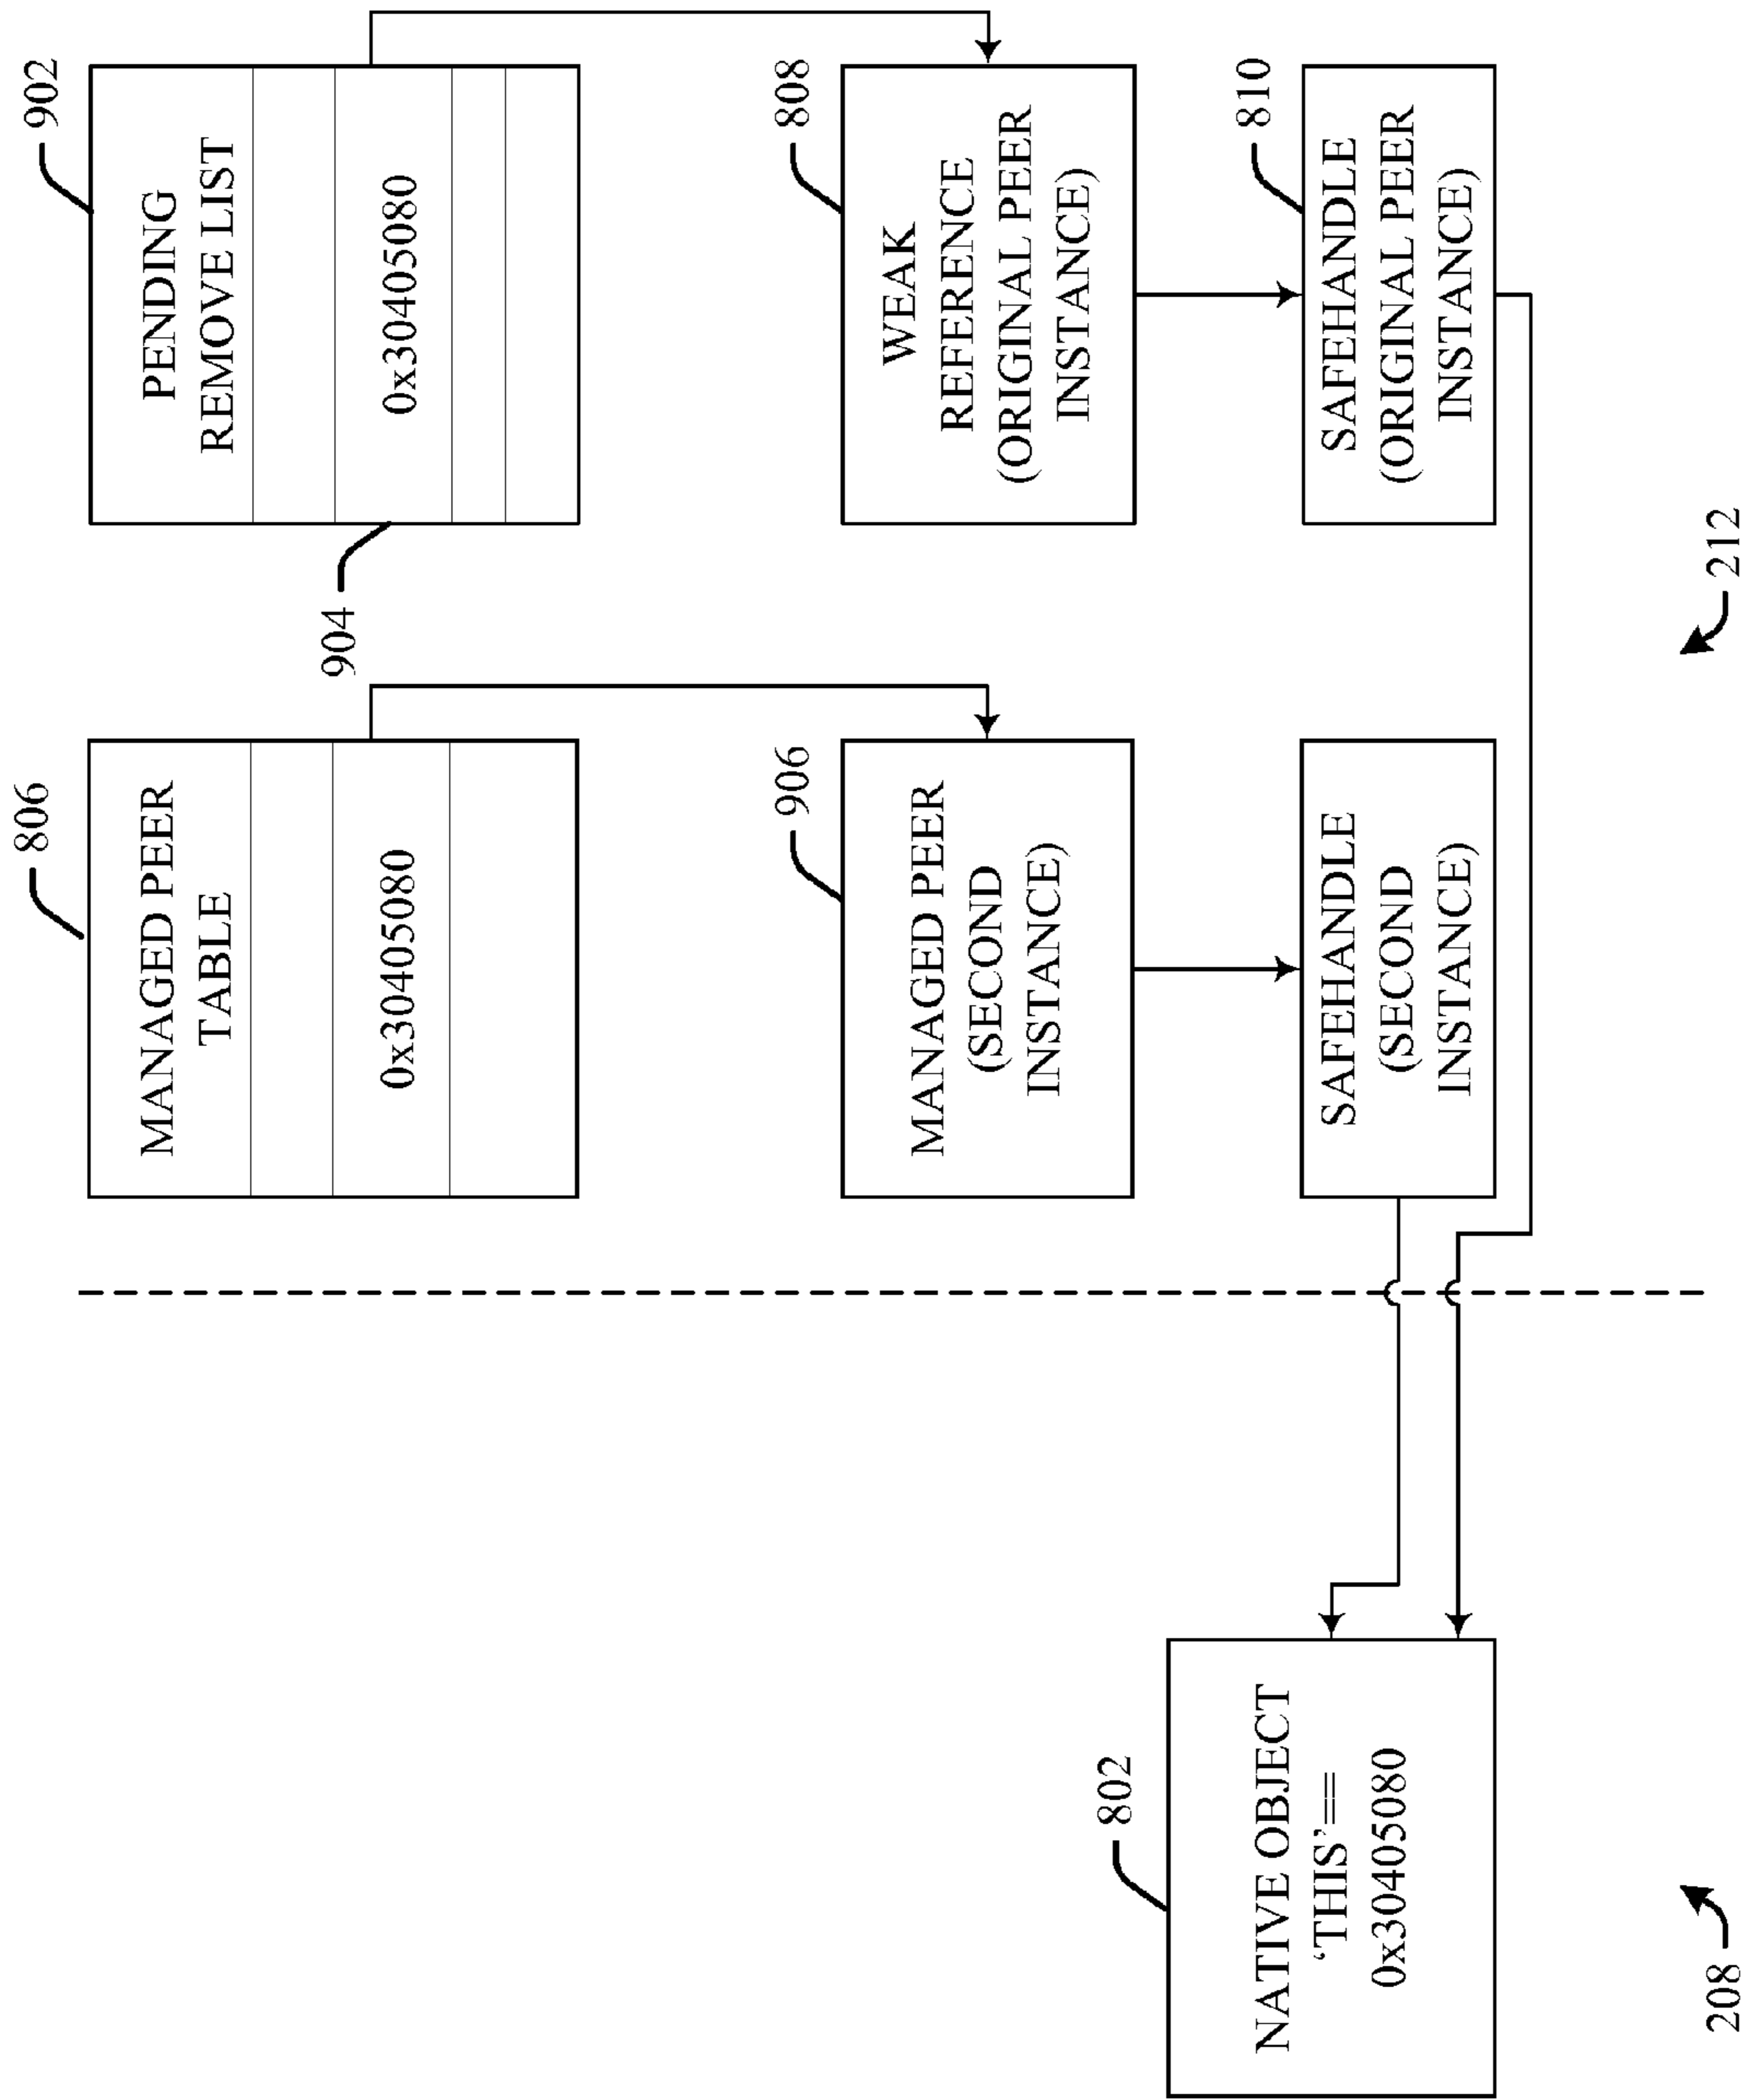 806
MANAGED PEER
TABLE
0x30405080
902
PENDING
REMOVE LIST
904
0x30405080
906
MANAGED PEER
(SECOND
INSTANCE)
808
WEAK
REFERENCE
(ORIGINAL PEER
INSTANCE)
802
NATIVE OBJECT
‘THIS’==
0x30405080
SAFEHANDLE
(SECOND
INSTANCE)
810
SAFEHANDLE
(ORIGINAL PEER
INSTANCE)
208
212